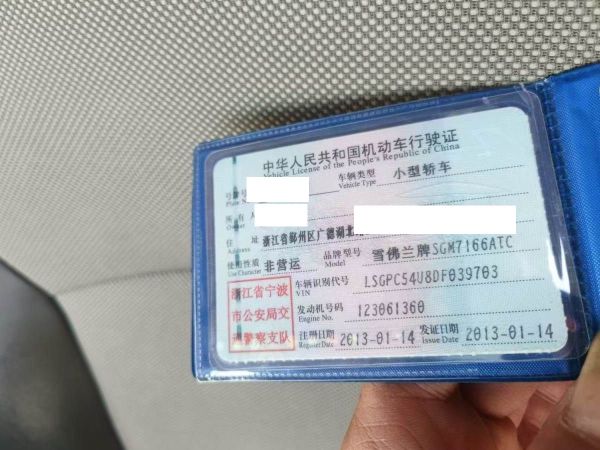 中华人民共和国机动车行驶证
Vehicle License of the People's Republic of China
号牌号
Plate
车辆类型 小型轿车
Vehicle Type
所有人
住址 浙江省鄞州区广德湖北
Address
使用性质 非营运
Use Character
品牌型号 雪佛兰牌SGM7166ATC
Model
浙江省宁波
市公安局交
通警察支队
车辆识别代号 LSGPC54U8DF039703
VIN
发动机号码 123061360
Engine No.
注册日期 2013-01-14
Register Date
发证日期 2013-01-14
Issue Date